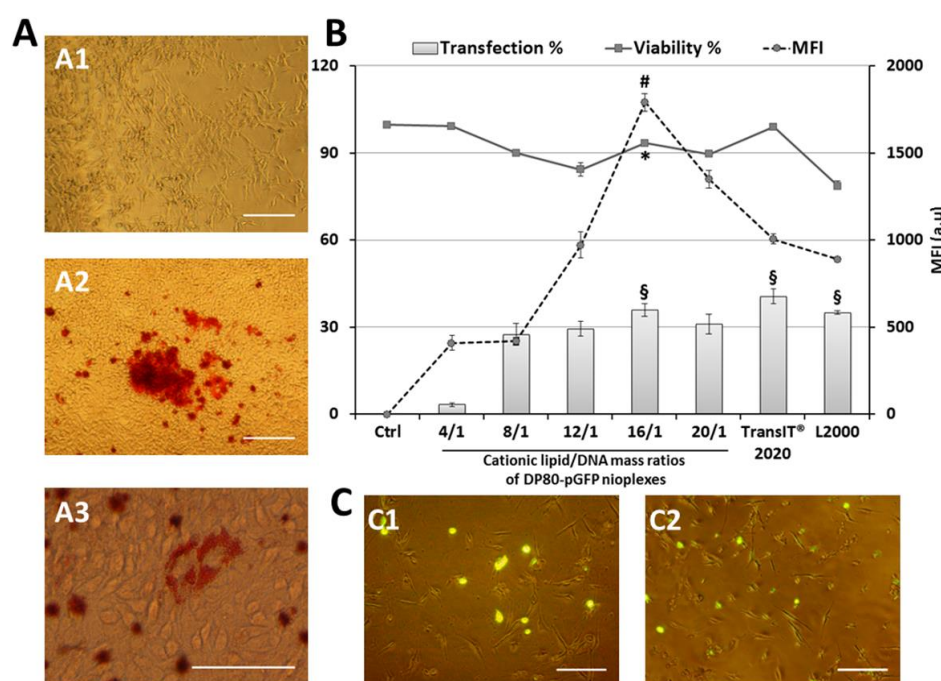 A
A1
A2
A3
B
Transfection % Viability % MFI
120
90
60
30
0
2000
1500
1000
500
0
MFI (a.u)
#
*
§
§
§
Ctrl 4/1 8/1 12/1 16/1 20/1 TransIT® 2020 L2000
Cationic lipid/DNA mass ratios
of DP80-pGFP nioplexes
C
C1
C2